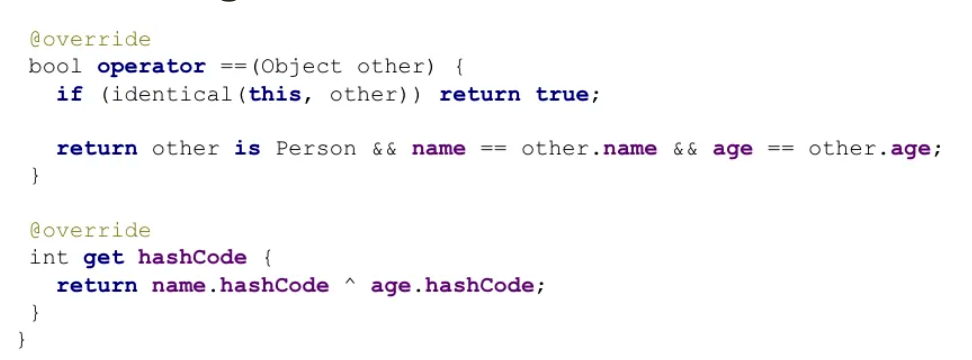 @override
bool operator ==(Object other) {
if (identical(this, other)) return true;
return other is Person && name == other.name && age == other.age;
}
@override
int get hashCode {
return name.hashCode ^ age.hashCode;
}
}